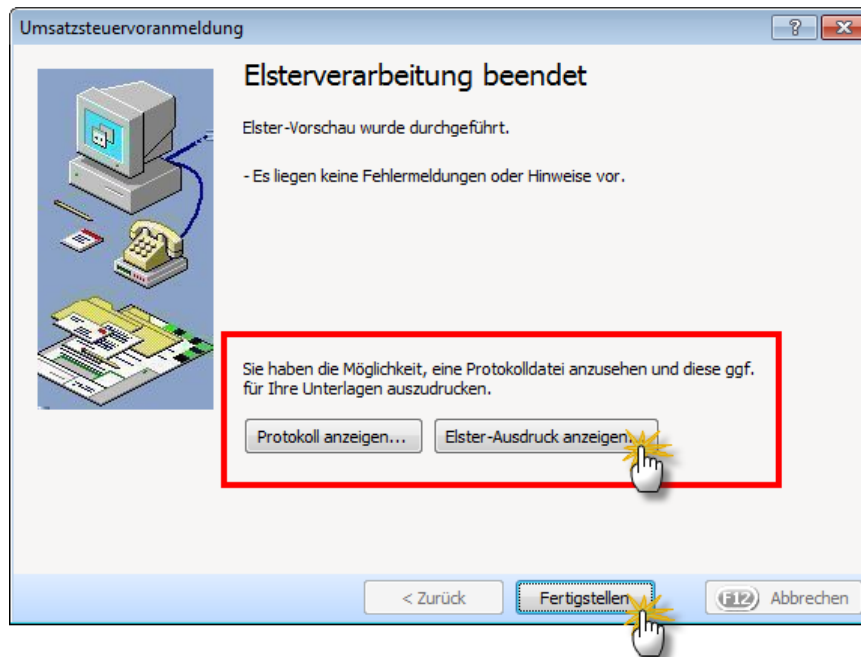 Umsatzsteuervoranmeldung
Elsterverarbeitung beendet
Elster-Vorschau wurde durchgeführt.
- Es liegen keine Fehlermeldungen oder Hinweise vor.
Sie haben die Möglichkeit, eine Protokolldatei anzusehen und diese ggf.
für Ihre Unterlagen auszudrucken.
Protokoll anzeigen...
Elster-Ausdruck anzeigen...
< Zurück
Fertigstellen
F12 Abbrechen